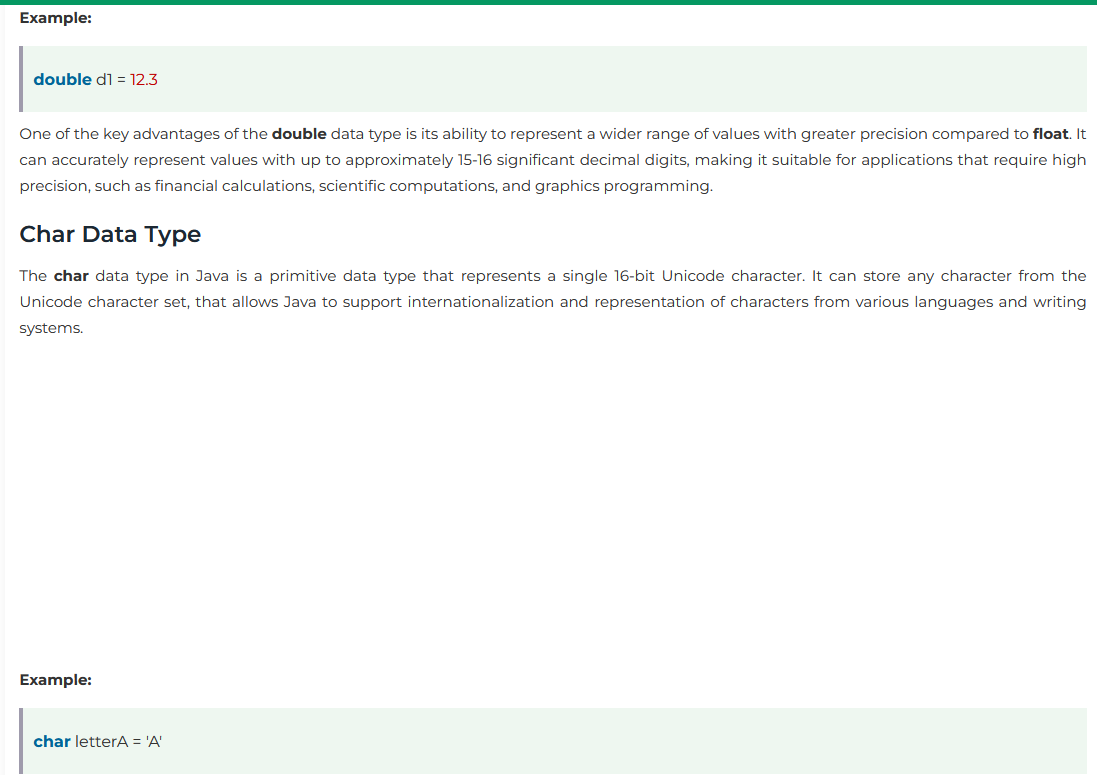 Example:
double d1 = 12.3
One of the key advantages of the double data type is its ability to represent a wider range of values with greater precision compared to float. It
can accurately represent values with up to approximately 15-16 significant decimal digits, making it suitable for applications that require high
precision, such as financial calculations, scientific computations, and graphics programming.
Char Data Type
The char data type in Java is a primitive data type that represents a single 16-bit Unicode character. It can store any character from the
Unicode character set, that allows Java to support internationalization and representation of characters from various languages and writing
systems.
Example:
char letterA = 'A'